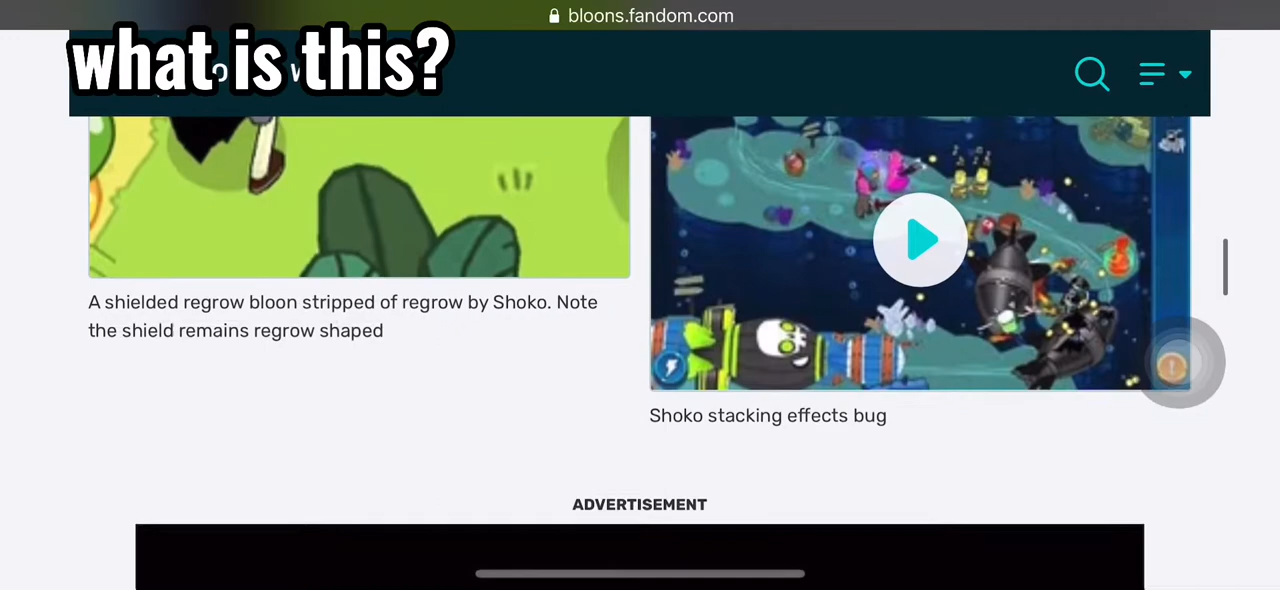 bloons.fandom.com
what is this?
A shielded regrow bloon stripped of regrow by Shoko. Note
the shield remains regrow shaped
Shoko stacking effects bug
ADVERTISEMENT